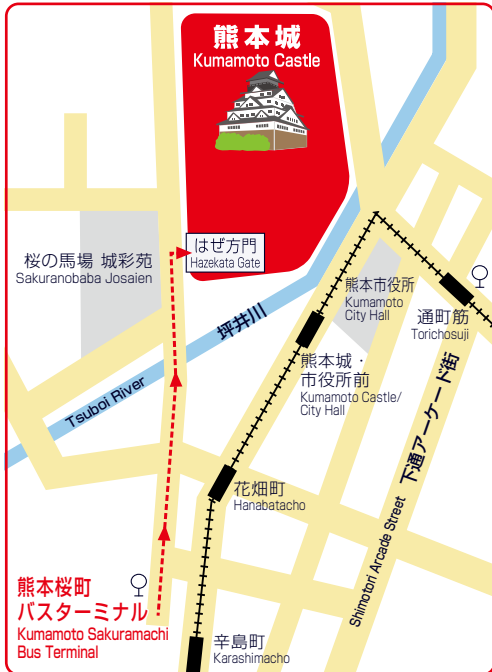 熊本城
Kumamoto Castle
はぜ方門
Hazekata Gate
桜の馬場 城彩苑
Sakuranobaba Josaien
坪井川
Tsuboi River
熊本市役所
Kumamoto
City Hall
通町筋
Torichosuji
熊本城・
市役所前
Kumamoto Castle/
City Hall
下通アーケード街
Shimotori Arcade Street
花畑町
Hanabatacho
熊本桜町
バスターミナル
Kumamoto Sakuramachi
Bus Terminal
辛島町
Karashimacho